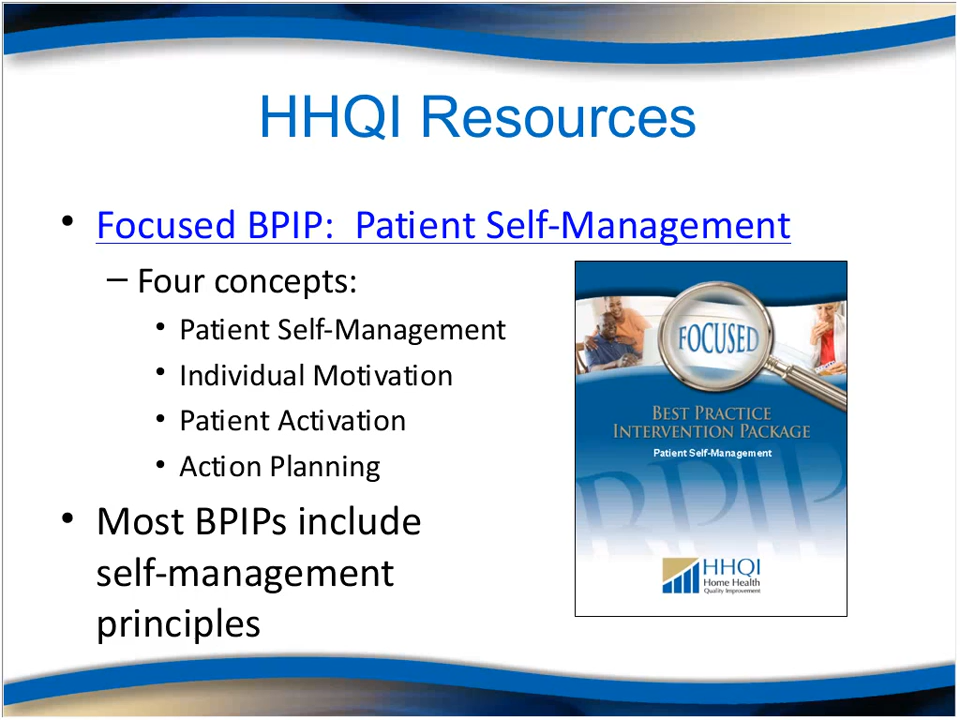 HHQI Resources
• Focused BPIP:  Patient Self-Management
– Four concepts:
• Patient Self-Management
• Individual Motivation
• Patient Activation
• Action Planning
• Most BPIPs include
self-management
principles
FOCUSED
BEST PRACTICE
INTERVENTION PACKAGE
Patient Self-Management
BPIP
HHQI
Home Health
Quality Improvement